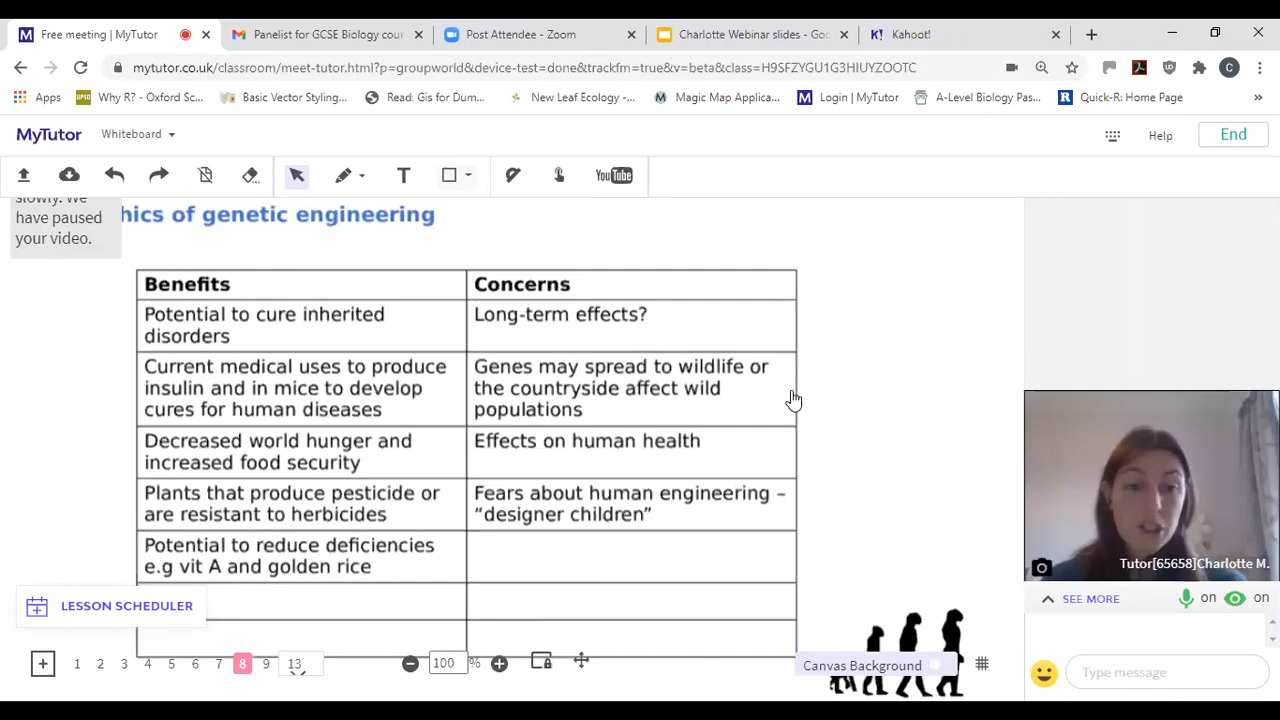 Free meeting | MyTutor
Panelist for GCSE Biology cou
Post Attendee - Zoom
Charlotte Webinar slides - Goo
Kahoot!
mytutor.co.uk/classroom/meet-tutor.html?p=groupworld&device-test=done&trackfm=true&v=beta&class=H9SFZYGU1G3HIUYZOOTC
C
Apps
Why R? - Oxford Sc...
Basic Vector Styling...
Read: Gis for Dum...
New Leaf Ecology -...
Magic Map Applica...
Login | MyTutor
A-Level Biology Pas...
Quick-R: Home Page
»
MyTutor
Whiteboard
Help
End
T
YouTube
slowly. We
have paused
your video.
hics of genetic engineering
Benefits
Concerns
Potential to cure inherited
disorders
Long-term effects?
Current medical uses to produce
insulin and in mice to develop
cures for human diseases
Genes may spread to wildlife or
the countryside affect wild
populations
Decreased world hunger and
increased food security
Effects on human health
Plants that produce pesticide or
are resistant to herbicides
Fears about human engineering –
“designer children”
Potential to reduce deficiencies
e.g vit A and golden rice
LESSON SCHEDULER
1 2 3 4 5 6 7 8 9 13
100 %
Canvas Background
Tutor[65658]Charlotte M.
SEE MORE
on
on
Type message